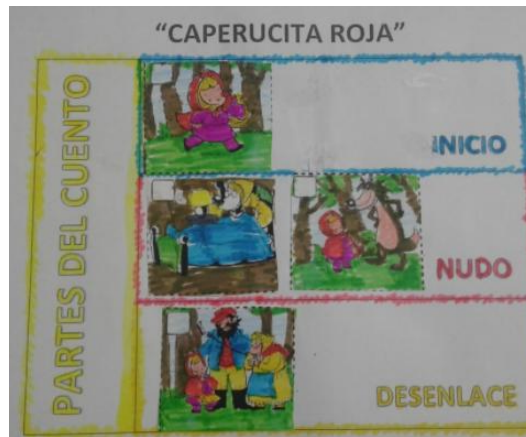 “CAPERUCITA ROJA”
PARTES DEL CUENTO
INICIO
NUDO
DESENLACE